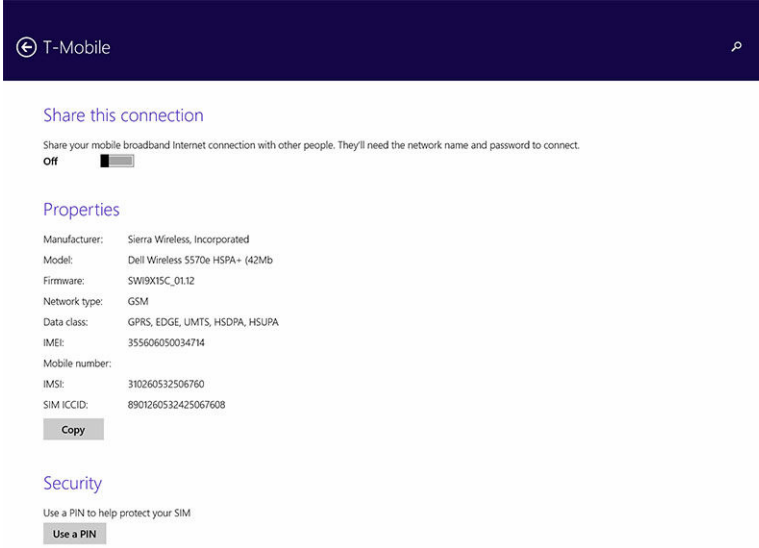 T-Mobile
Share this connection
Share your mobile broadband Internet connection with other people. They'll need the network name and password to connect.
Off
Properties
Manufacturer: Sierra Wireless, Incorporated
Model: Dell Wireless 5570e HSPA+ (42Mb
Firmware: SWI9X15C_01.12
Network type: GSM
Data class: GPRS, EDGE, UMTS, HSDPA, HSUPA
IMEI: 355606050034714
Mobile number:
IMSI: 310260532506760
SIM ICCID: 8901260532425067608
Copy
Security
Use a PIN to help protect your SIM
Use a PIN